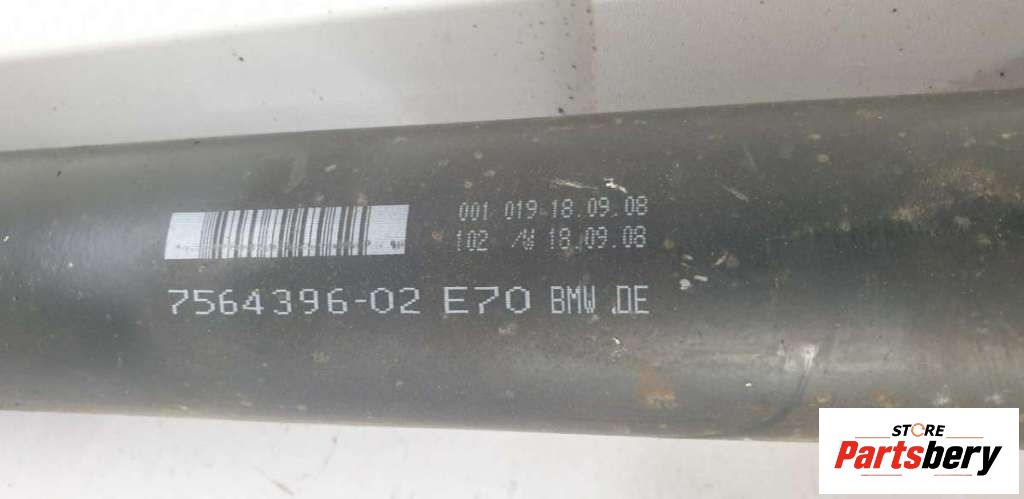 001 019 18.09.08
102 /W 18.09.08
7564396-02 E70 BMW DE
STORE
Partsbery